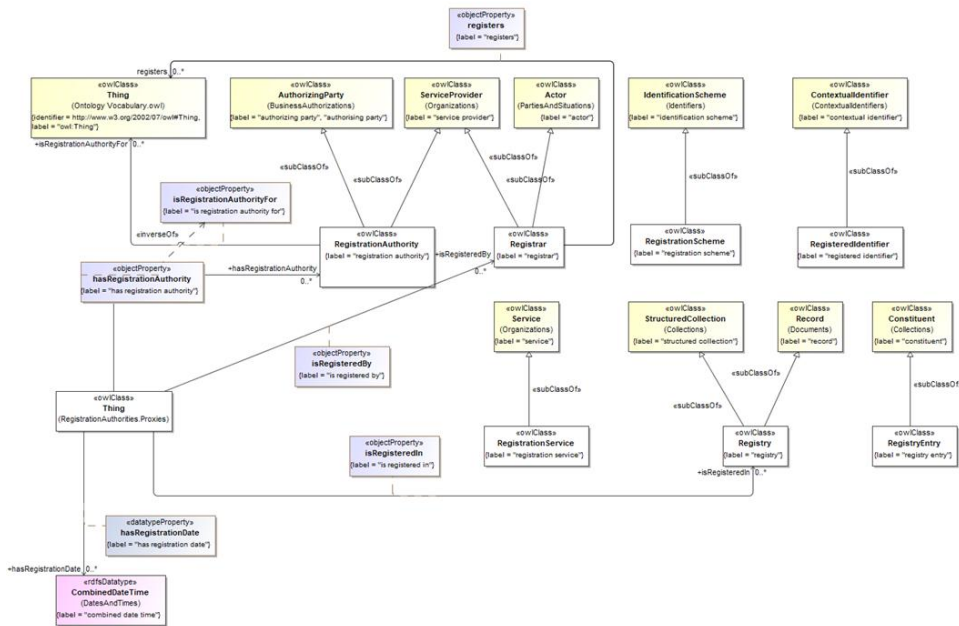 «objectProperty»
registers
{label = "registers"}
registers 0..*
«owlClass»
Thing
(Ontology Vocabulary.owl)
{identifier = http://www.w3.org/2002/07/owl#Thing,
label = "owl:Thing"}
«owlClass»
AuthorizingParty
(BusinessAuthorizations)
{label = "authorizing party", "authorising party"}
«owlClass»
ServiceProvider
(Organizations)
{label = "service provider"}
«owlClass»
Actor
(PartiesAndSituations)
{label = "actor"}
«owlClass»
IdentificationScheme
(Identifiers)
{label = "identification scheme"}
«owlClass»
ContextualIdentifier
(ContextualIdentifiers)
{label = "contextual identifier"}
+isRegistrationAuthorityFor 0..*
«subClassOf»
«subClassOf»
«subClassOf»
«subClassOf»
«subClassOf»
«subClassOf»
«objectProperty»
isRegistrationAuthorityFor
{label = "is registration authority for"}
«inverseOf»
«owlClass»
RegistrationAuthority
{label = "registration authority"}
«owlClass»
Registrar
{label = "registrar"}
«owlClass»
RegistrationScheme
{label = "registration scheme"}
«owlClass»
RegisteredIdentifier
{label = "registered identifier"}
+isRegisteredBy
0..*
«objectProperty»
hasRegistrationAuthority
{label = "has registration authority"}
+hasRegistrationAuthority
0..*
«owlClass»
Service
(Organizations)
{label = "service"}
«owlClass»
StructuredCollection
(Collections)
{label = "structured collection"}
«owlClass»
Record
(Documents)
{label = "record"}
«owlClass»
Constituent
(Collections)
{label = "constituent"}
«objectProperty»
isRegisteredBy
{label = "is registered by"}
«subClassOf»
«subClassOf»
«subClassOf»
«subClassOf»
«owlClass»
Thing
(RegistrationAuthorities.Proxies)
«objectProperty»
isRegisteredIn
{label = "is registered in"}
«owlClass»
RegistrationService
{label = "registration service"}
«owlClass»
Registry
{label = "registry"}
«owlClass»
RegistryEntry
{label = "registry entry"}
+isRegisteredIn 0..*
«datatypeProperty»
hasRegistrationDate
{label = "has registration date"}
+hasRegistrationDate 0..*
«rdfsDatatype»
CombinedDateTime
(DatesAndTimes)
{label = "combined date time"}